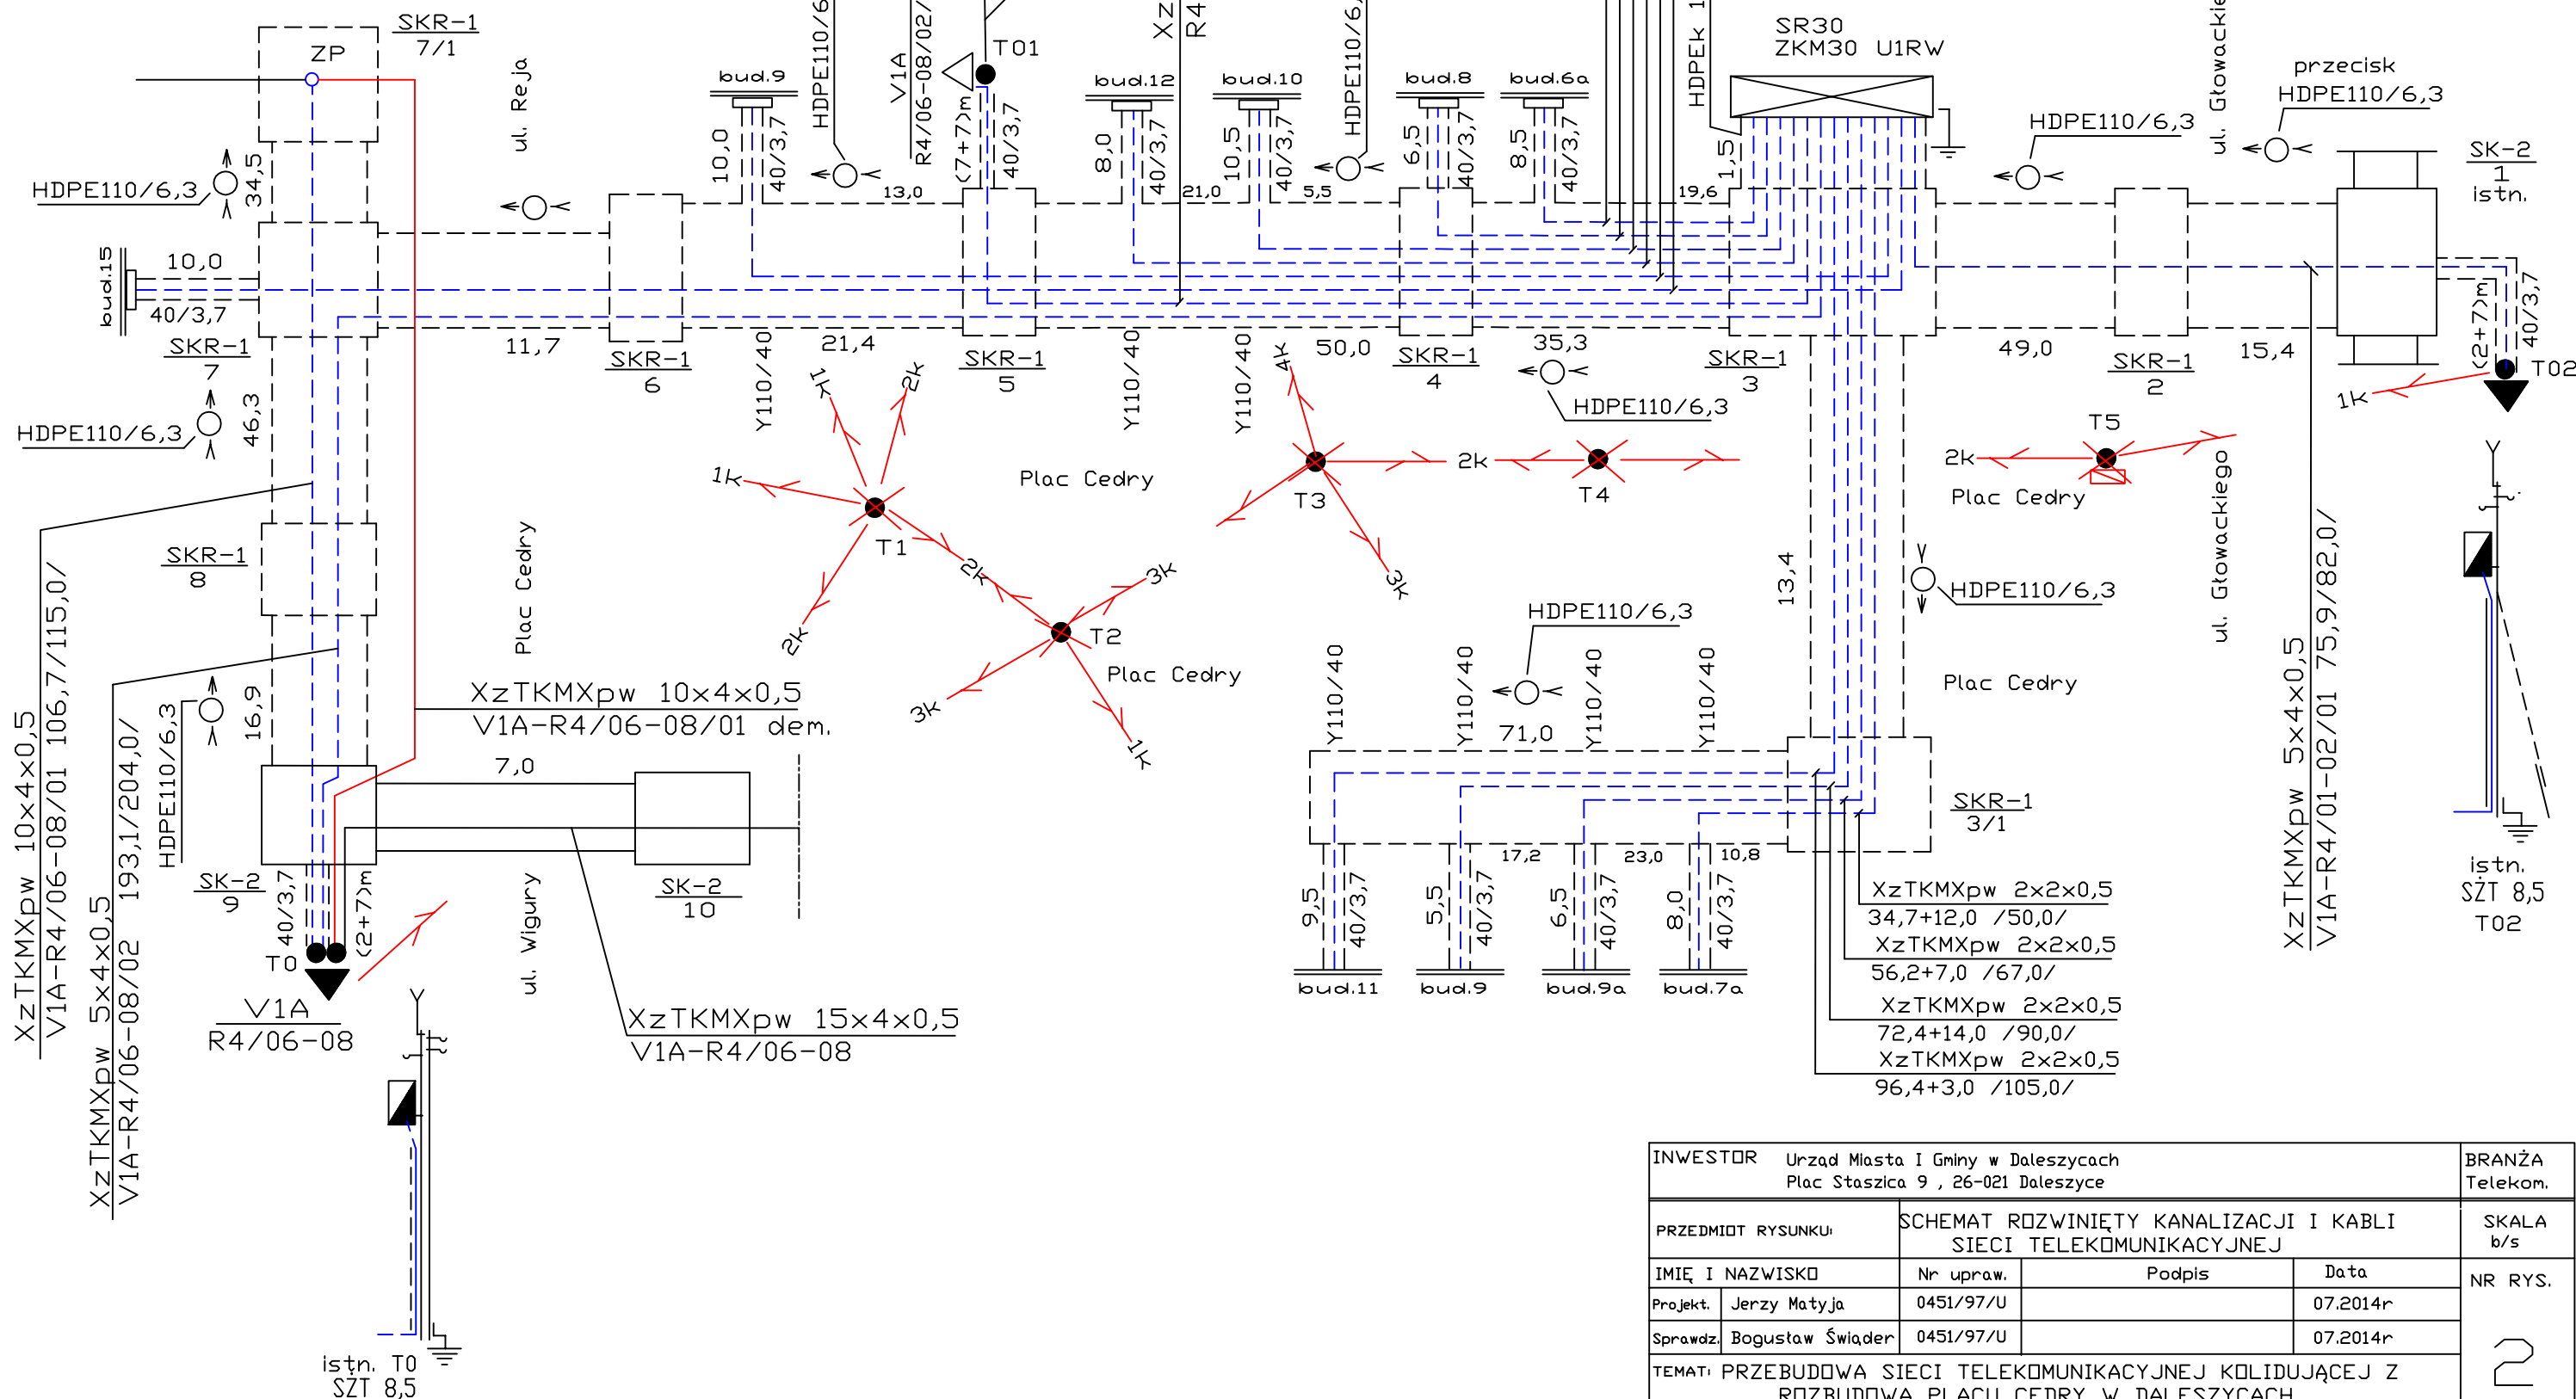 SKR-1
7/1
ZP
ul. Reja
bud.9
HDPE110/6
V1A
R4/06-08/02/
T01
(7+7)m
40/3,7
Xz
R4
bud.12
bud.10
HDPE110/6,
bud.8
bud.6a
HDPEk 1
SR30
ZKM30 U1RW
ul. Głowackie
przecisk
HDPE110/6,3
HDPE110/6,3
SK-2
1
istn.
HDPE110/6,3
34,5
10,0
40/3,7
13,0
8,0
40/3,7
21,0
10,5
40/3,7
5,5
6,5
40/3,7
8,5
40/3,7
19,6
1,5
bud.15
10,0
40/3,7
SKR-1
7
11,7
SKR-1
6
Y110/40
21,4
SKR-1
5
Y110/40
Y110/40
50,0
SKR-1
4
35,3
HDPE110/6,3
SKR-1
3
49,0
SKR-1
2
15,4
(2+7)m
40/3,7
T02
1k
HDPE110/6,3
46,3
1k
2k
1k
T1
2k
2k
Plac Cedry
4k
T3
3k
2k
T4
2k
T5
Plac Cedry
ul. Głowackiego
SKR-1
8
Plac Cedry
3k
T2
Plac Cedry
3k
1k
13,4
HDPE110/6,3
HDPE110/6,3
Plac Cedry
XzTKMXpw 5x4x0,5
V1A-R4/01-02/01 75,9/82,0/
istn.
SZT 8,5
T02
XzTKMXpw 10x4x0,5
V1A-R4/06-08/01 106,7/115,0/
XzTKMXpw 5x4x0,5
V1A-R4/06-08/02 193,1/204,0/
HDPE110/6,3
16,9
XzTKMXpw 10x4x0,5
V1A-R4/06-08/01 dem.
7,0
SK-2
9
SK-2
10
40/3,7
(2+7)m
T0
V1A
R4/06-08
ul. Wigury
XzTKMXpw 15x4x0,5
V1A-R4/06-08
istn. T0
SZT 8,5
Y110/40
Y110/40
71,0
Y110/40
Y110/40
SKR-1
3/1
17,2
23,0
10,8
9,5
40/3,7
5,5
40/3,7
6,5
40/3,7
8,0
40/3,7
bud.11
bud.9
bud.9a
bud.7a
XzTKMXpw 2x2x0,5
34,7+12,0 /50,0/
XzTKMXpw 2x2x0,5
56,2+7,0 /67,0/
XzTKMXpw 2x2x0,5
72,4+14,0 /90,0/
XzTKMXpw 2x2x0,5
96,4+3,0 /105,0/
INWESTOR Urząd Miasta I Gminy w Daleszycach
Plac Staszica 9 , 26-021 Daleszyce
BRANŻA
Telekom.
PRZEDMIOT RYSUNKU: SCHEMAT ROZWINIĘTY KANALIZACJI I KABLI
SIECI TELEKOMUNIKACYJNEJ
SKALA
b/s
IMIĘ I NAZWISKO Nr upraw. Podpis Data
NR RYS.
Projekt. Jerzy Matyja 0451/97/U 07.2014r
Sprawdz. Bogusław Świąder 0451/97/U 07.2014r
2
TEMAT: PRZEBUDOWA SIECI TELEKOMUNIKACYJNEJ KOLIDUJĄCEJ Z
ROZBUDOWĄ PLACU CEDRY W DALESZYCACH